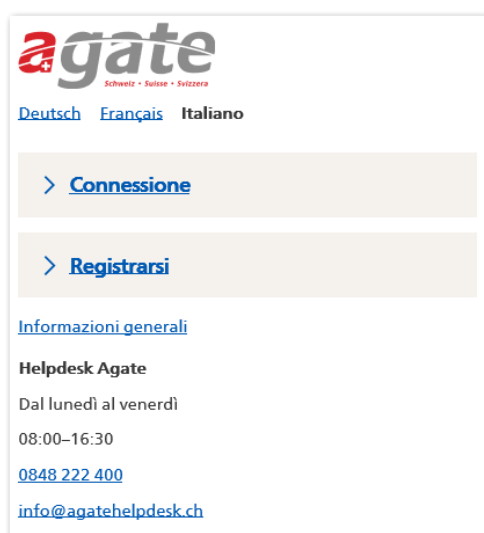 agate
Schweiz • Suisse • Svizzera
Deutsch Français Italiano
Connessione
Registrarsi
Informazioni generali
Helpdesk Agate
Dal lunedì al venerdì
08:00–16:30
0848 222 400
info@agatehelpdesk.ch